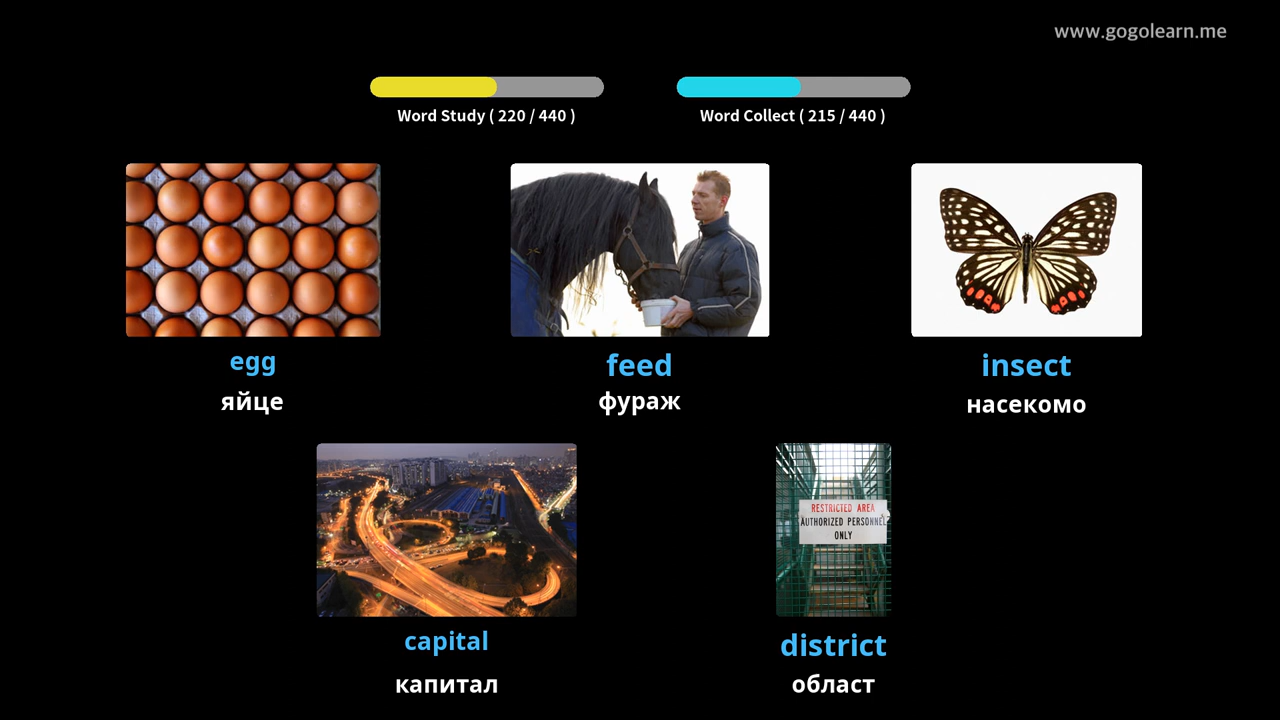 www.gogolearn.me
Word Study ( 220 / 440 )
Word Collect ( 215 / 440 )
egg
яйце
feed
фураж
insect
насекомо
RESTRICTED AREA
AUTHORIZED PERSONNEL
ONLY
capital
капитал
district
област